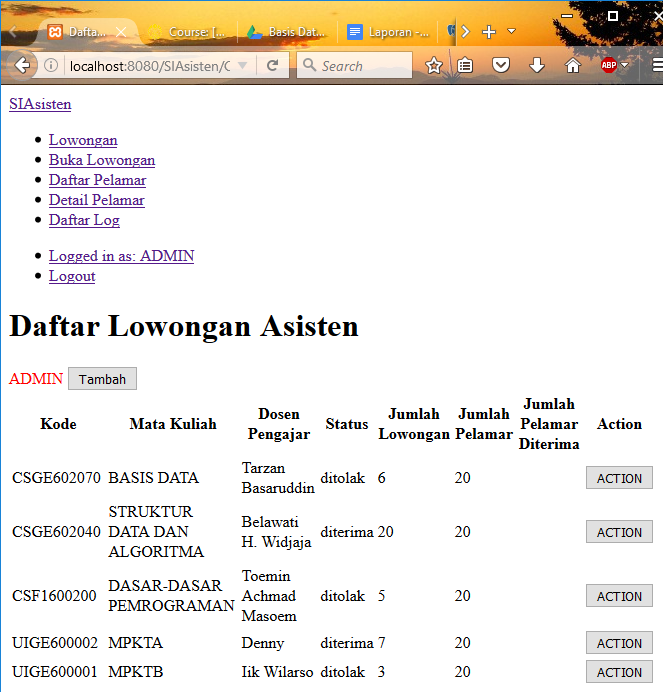 Dafta
Course: [
Basis Dat
Laporan -
localhost:8080/SIAsisten/
Search
ABP
SIAsisten
Lowongan
Buka Lowongan
Daftar Pelamar
Detail Pelamar
Daftar Log
Logged in as: ADMIN
Logout
Daftar Lowongan Asisten
ADMIN Tambah
Kode Mata Kuliah Dosen Pengajar Status Jumlah Lowongan Jumlah Pelamar Jumlah Pelamar Diterima Action
CSGE602070 BASIS DATA Tarzan Basaruddin ditolak 6 20 ACTION
CSGE602040 STRUKTUR DATA DAN ALGORITMA Belawati H. Widjaja diterima 20 20 ACTION
CSF1600200 DASAR-DASAR PEMROGRAMAN Toemin Achmad Masoem ditolak 5 20 ACTION
UIGE600002 MPKTA Denny diterima 7 20 ACTION
UIGE600001 MPKTB Iik Wilarso ditolak 3 20 ACTION